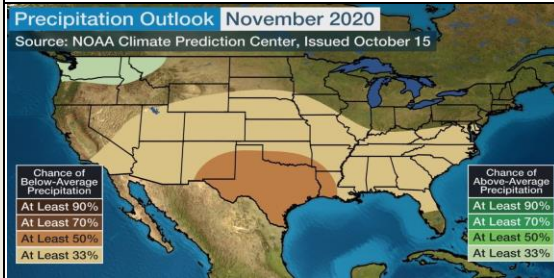 Precipitation Outlook November 2020
Source: NOAA Climate Prediction Center, Issued October 15
Chance of
Below-Average
Precipitation
At Least 90%
At Least 70%
At Least 50%
At Least 33%
Chance of
Above-Average
Precipitation
At Least 90%
At Least 70%
At Least 50%
At Least 33%